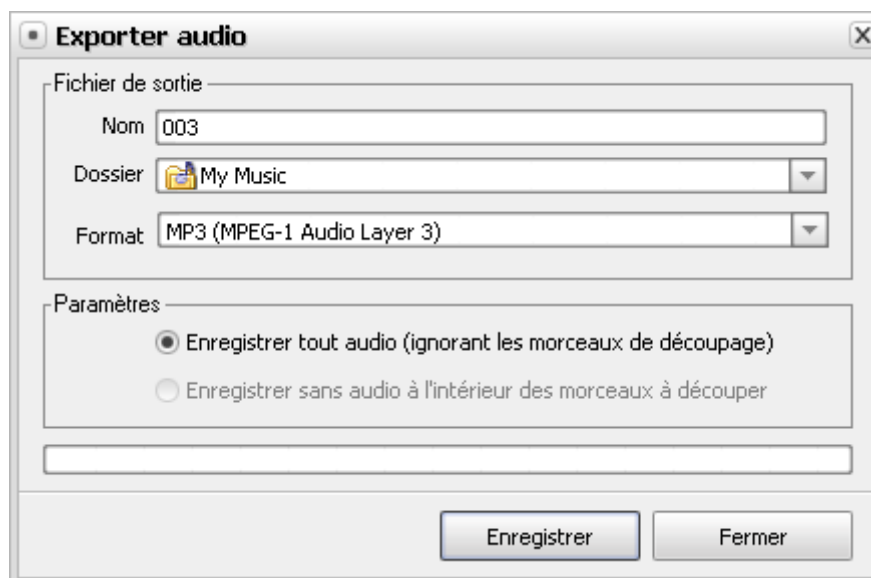 Exporter audio
Fichier de sortie
Nom 003
Dossier My Music
Format MP3 (MPEG-1 Audio Layer 3)
Paramètres
Enregistrer tout audio (ignorant les morceaux de découpage)
Enregistrer sans audio à l'intérieur des morceaux à découper
Enregistrer Fermer